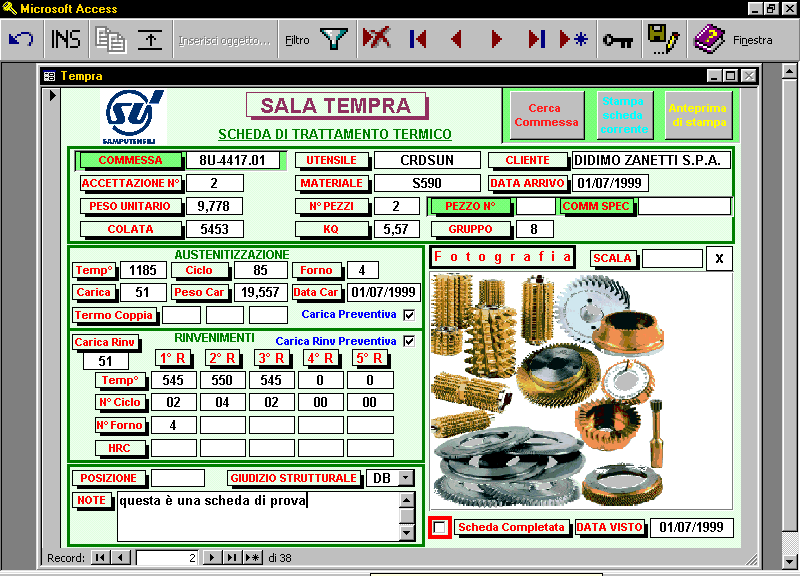 Microsoft Access
INS Inserisci oggetto... Filtro Finestra
Tempra
SU
SAMPUTENSILI
SALA TEMPRA
SCHEDA DI TRATTAMENTO TERMICO
Cerca Commessa
Stampa scheda corrente
Anteprima di stampa
COMMESSA 8U-4417.01 UTENSILE CRDSUN CLIENTE DIDIMO ZANETTI S.P.A.
ACCETTAZIONE N° 2 MATERIALE S590 DATA ARRIVO 01/07/1999
PESO UNITARIO 9,778 N° PEZZI 2 PEZZO N° COMM SPEC
COLATA 5453 KQ 5,57 GRUPPO 8
AUSTENITIZZAZIONE
Temp° 1185 Ciclo 85 Forno 4
Carica 51 Peso Car 19,557 Data Car 01/07/1999
Termo Coppia Carica Preventiva
Fotografia SCALA X
Carica Rinv RINVENIMENTI Carica Rinv Preventiva
51 1° R 2° R 3° R 4° R 5° R
Temp° 545 550 545 0 0
N° Ciclo 02 04 02 00 00
N° Forno 4
HRC
POSIZIONE GIUDIZIO STRUTTURALE DB
NOTE questa è una scheda di prova
Scheda Completata DATA VISTO 01/07/1999
Record: 2 di 38